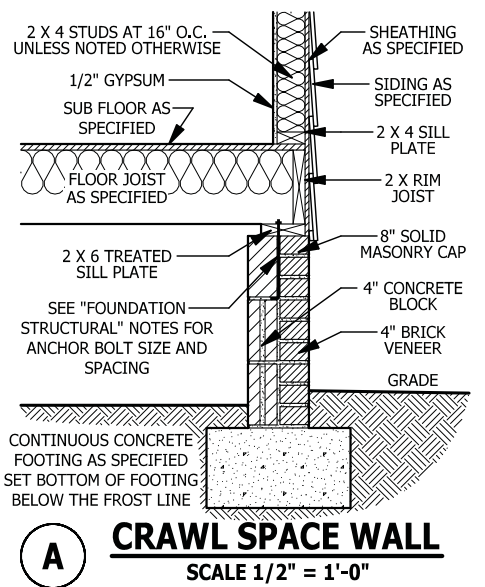 2 X 4 STUDS AT 16" O.C.
UNLESS NOTED OTHERWISE
1/2" GYPSUM
SUB FLOOR AS
SPECIFIED
FLOOR JOIST
AS SPECIFIED
2 X 6 TREATED
SILL PLATE
SEE "FOUNDATION
STRUCTURAL" NOTES FOR
ANCHOR BOLT SIZE AND
SPACING
CONTINUOUS CONCRETE
FOOTING AS SPECIFIED
SET BOTTOM OF FOOTING
BELOW THE FROST LINE
SHEATHING
AS SPECIFIED
SIDING AS
SPECIFIED
2 X 4 SILL
PLATE
2 X RIM
JOIST
8" SOLID
MASONRY CAP
4" CONCRETE
BLOCK
4" BRICK
VENEER
GRADE
A
CRAWL SPACE WALL
SCALE 1/2" = 1'-0"